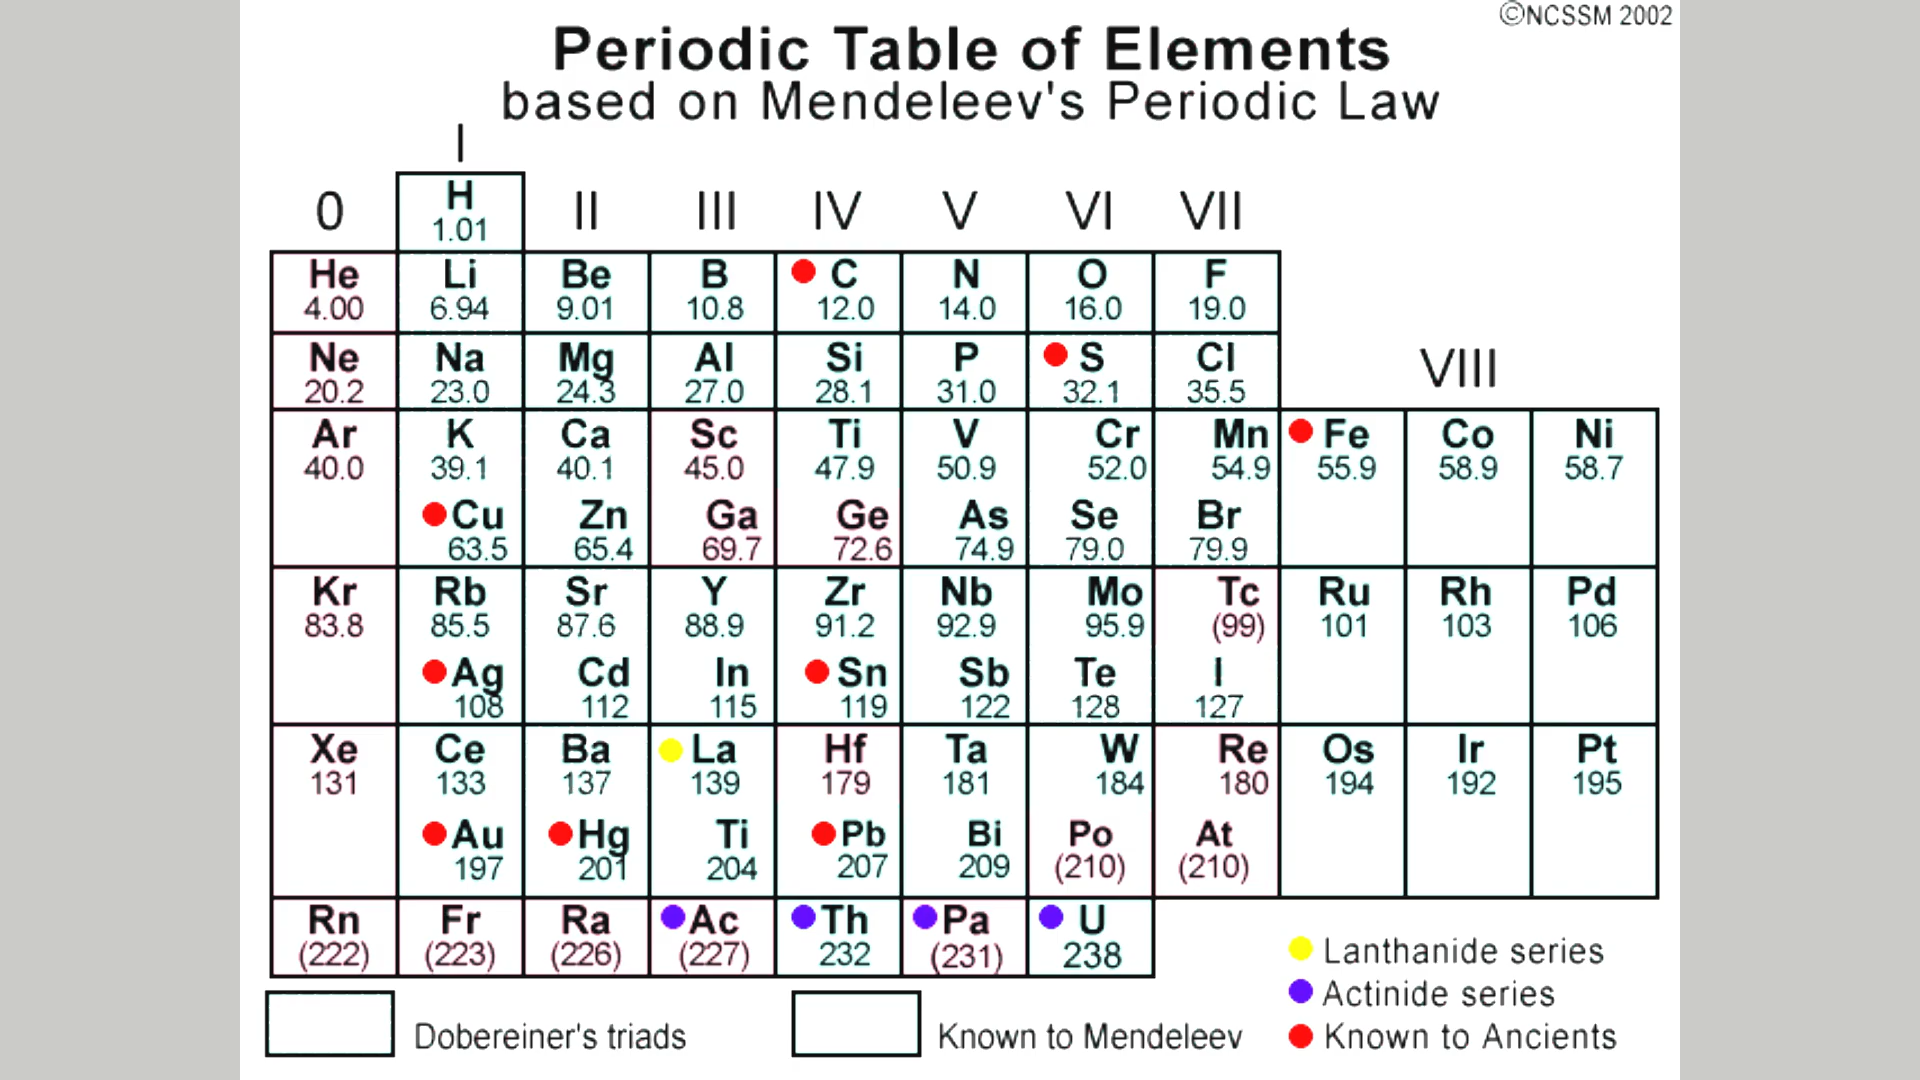 ©NCSSM 2002
Periodic Table of Elements
based on Mendeleev's Periodic Law
I
0 II III IV V VI VII
H
1.01
He Li Be B C N O F
4.00 6.94 9.01 10.8 12.0 14.0 16.0 19.0
VIII
Ne Na Mg Al Si P S Cl
20.2 23.0 24.3 27.0 28.1 31.0 32.1 35.5
Ar K Ca Sc Ti V Cr Mn Fe Co Ni
40.0 39.1 40.1 45.0 47.9 50.9 52.0 54.9 55.9 58.9 58.7
Cu Zn Ga Ge As Se Br
63.5 65.4 69.7 72.6 74.9 79.0 79.9
Kr Rb Sr Y Zr Nb Mo Tc Ru Rh Pd
83.8 85.5 87.6 88.9 91.2 92.9 95.9 (99) 101 103 106
Ag Cd In Sn Sb Te I
108 112 115 119 122 128 127
Xe Ce Ba La Hf Ta W Re Os Ir Pt
131 133 137 139 179 181 184 180 194 192 195
Au Hg Ti Pb Bi Po At
197 201 204 207 209 (210) (210)
Rn Fr Ra Ac Th Pa U
(222) (223) (226) (227) 232 (231) 238
Lanthanide series
Actinide series
Dobereiner's triads Known to Mendeleev Known to Ancients